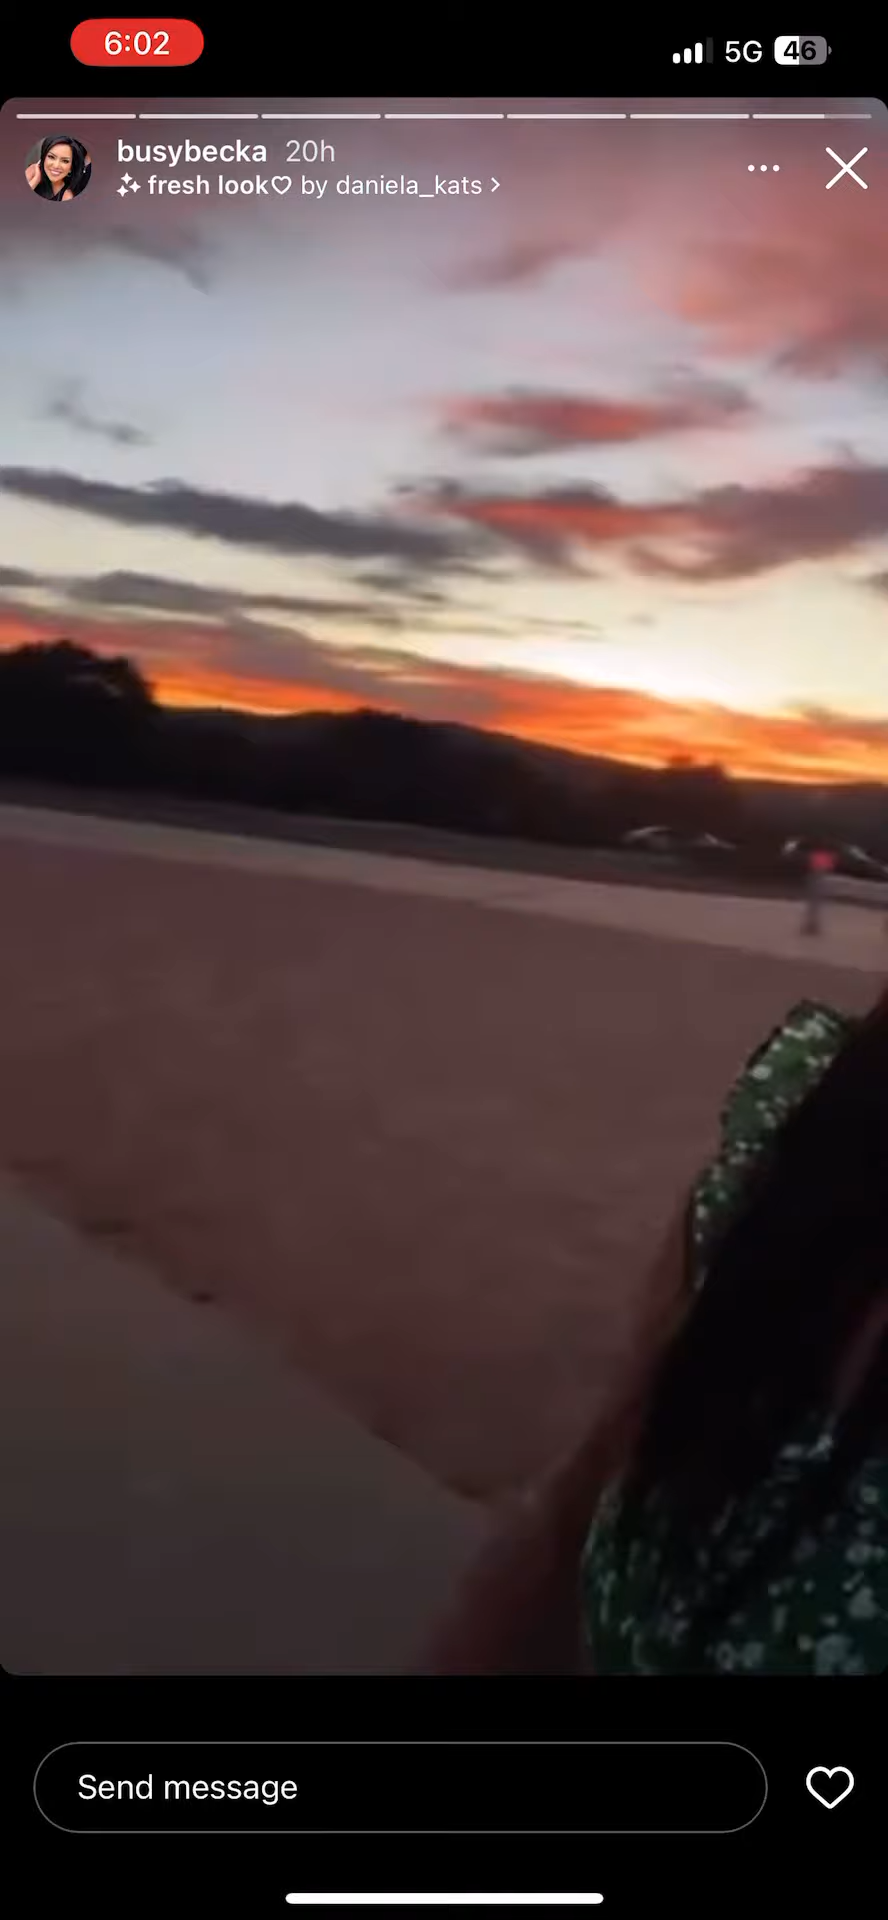 6:02
5G 46
busybecka 20h
fresh look♡ by daniela_kats >
Send message